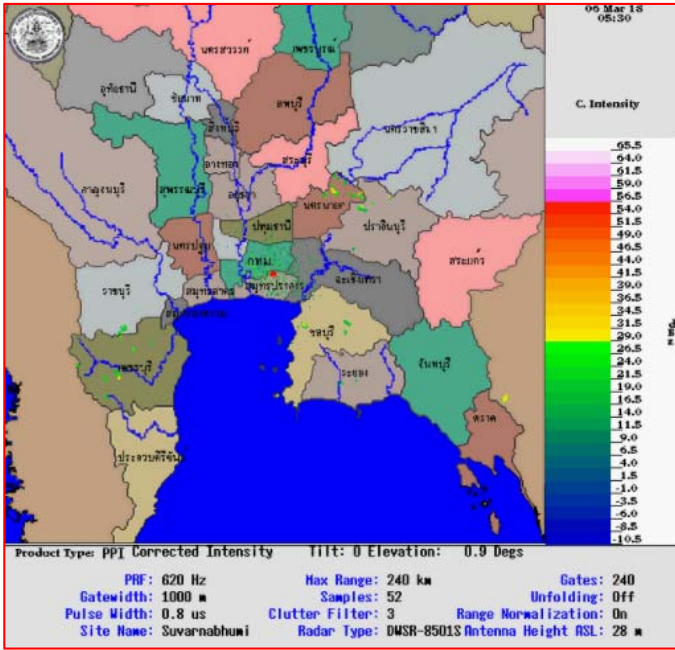 06 Mar 18
05:30
C. Intensity
นครสวรรค์
เพชรบูรณ์
อุทัยธานี
ชัยนาท
ลพบุรี
นครราชสีมา
สิงห์บุรี
อ่างทอง
สระบุรี
กาญจนบุรี
สุพรรณบุรี
อยุธยา
นครนายก
ปราจีนบุรี
ปทุมธานี
นครปฐม
กทม.
สระแก้ว
ราชบุรี
สมุทรสาคร
สมุทรปราการ
ฉะเชิงเทรา
ชลบุรี
เพชรบุรี
ระยอง
จันทบุรี
ตราด
ประจวบคีรีขันธ์
65.5
64.0
61.5
59.0
56.5
54.0
51.5
49.0
46.5
44.0
41.5
39.0
36.5
34.0
31.5
29.0
26.5
24.0
21.5
19.0
16.5
14.0
11.5
9.0
6.5
4.0
1.5
-1.0
-3.5
-6.0
-8.5
-10.5
Product Type: PPI Corrected Intensity Tilt: 0 Elevation: 0.9 Degs
PRF: 620 Hz Max Range: 240 km Gates: 240
Gatewidth: 1000 m Samples: 52 Unfolding: Off
Pulse Width: 0.8 us Clutter Filter: 3 Range Normalization: On
Site Name: Suvarnabhumi Radar Type: DWSR-8501S Antenna Height ASL: 28 m